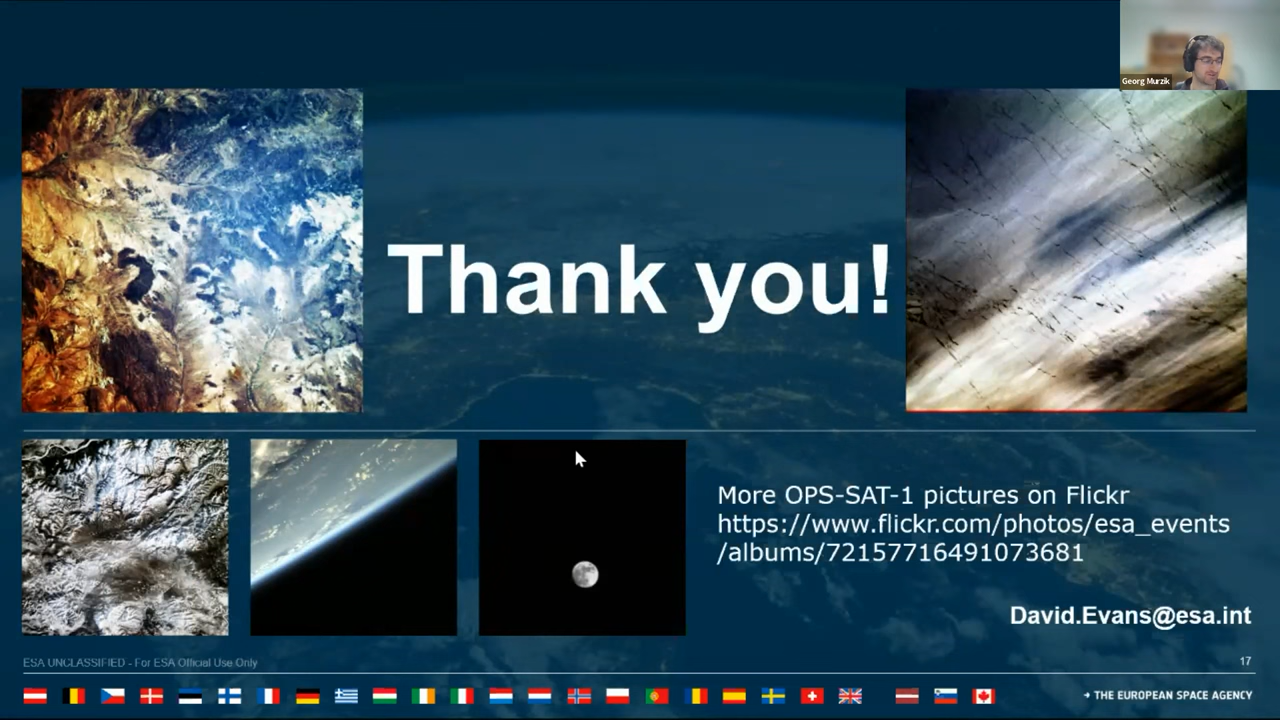 Georg Murzik
Thank you!
More OPS-SAT-1 pictures on Flickr
https://www.flickr.com/photos/esa_events
/albums/72157716491073681
David.Evans@esa.int
ESA UNCLASSIFIED - For ESA Official Use Only
17
→ THE EUROPEAN SPACE AGENCY